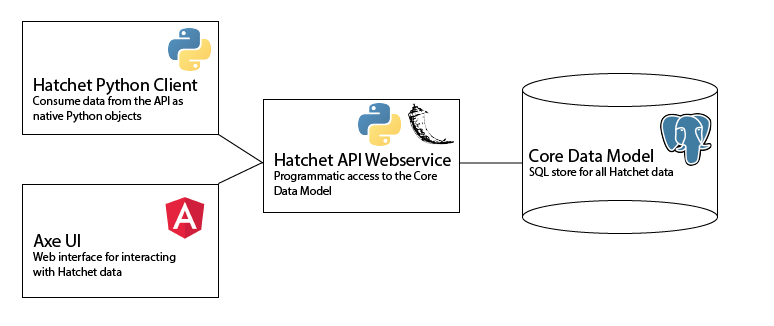 Hatchet Python Client
Consume data from the API as
native Python objects
Axe UI
Web interface for interacting
with Hatchet data
Hatchet API Webservice
Programmatic access to the Core
Data Model
Core Data Model
SQL store for all Hatchet data